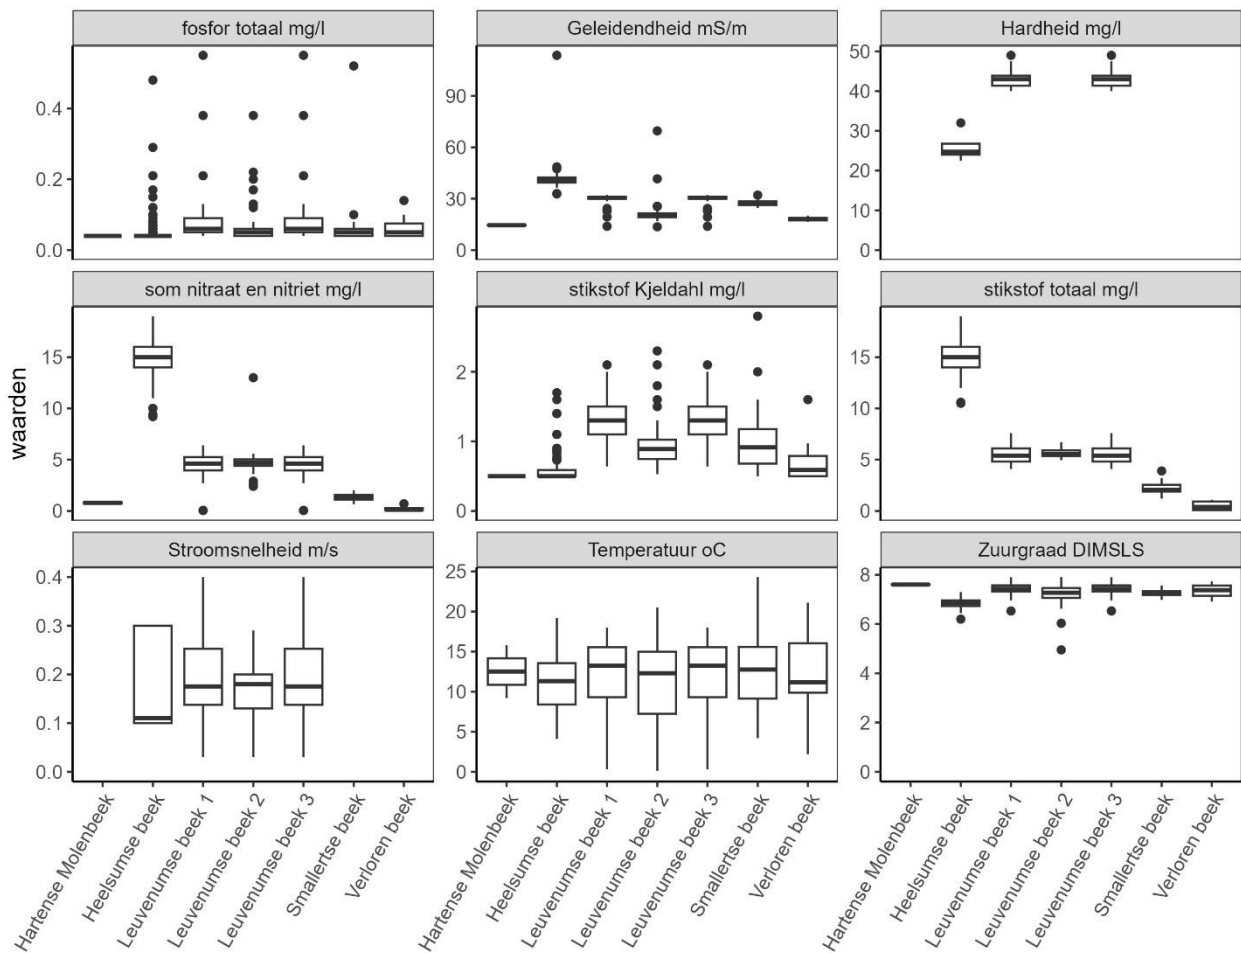 fosfor totaal mg/l
Geleidendheid mS/m
Hardheid mg/l
0.4
0.2
0.0
90
60
30
0
50
40
30
20
10
0
som nitraat en nitriet mg/l
stikstof Kjeldahl mg/l
stikstof totaal mg/l
waarden
15
10
5
0
2
1
0
15
10
5
0
Stroomsnelheid m/s
Temperatuur oC
Zuurgraad DIMSLS
0.4
0.3
0.2
0.1
0.0
25
20
15
10
5
0
8
6
4
2
0
Hartense Molenbeek
Heelsumse beek
Leuvenumse beek 1
Leuvenumse beek 2
Leuvenumse beek 3
Smallertse beek
Verloren beek
Hartense Molenbeek
Heelsumse beek
Leuvenumse beek 1
Leuvenumse beek 2
Leuvenumse beek 3
Smallertse beek
Verloren beek
Hartense Molenbeek
Heelsumse beek
Leuvenumse beek 1
Leuvenumse beek 2
Leuvenumse beek 3
Smallertse beek
Verloren beek